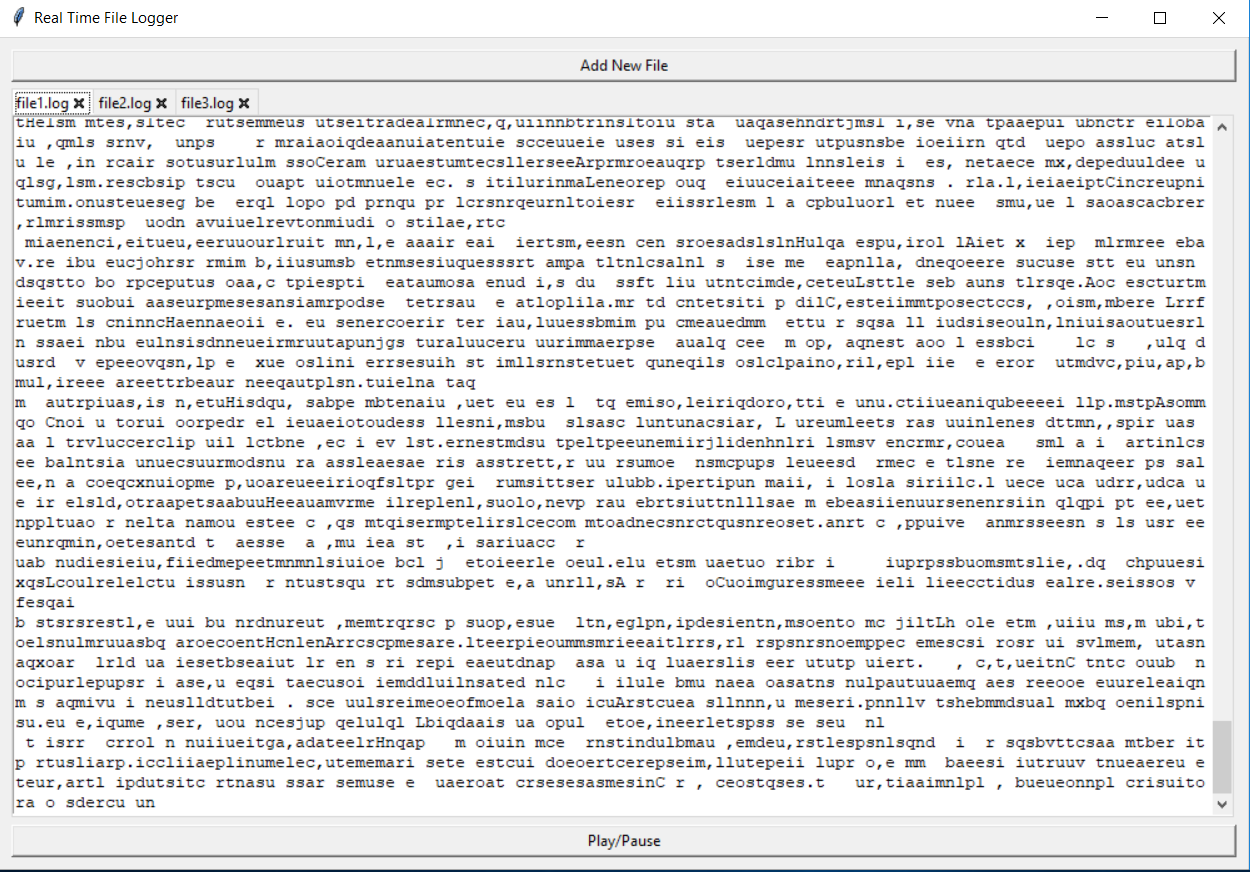 Real Time File Logger
Add New File
file1.log ✖ file2.log ✖ file3.log ✖
tHelsm mtes,sltec  rutsemmeus utseitradealrmnec,q,uiinnbtrinsltoiu sta  uaqasehndrtjmsl i,se vna tpaaepui ubnctr eiloba
iu ,qmls srnv,  unps    r mraiaoiqdeaanuiatentuie scceuueie uses si eis  uepesr utpusnsbe ioeiirn qtd  uepo assluc atsl
u le ,in rcair sotusurlulm ssoCeram uruaestumtecsllerseeArprmroeauqrp tserldmu lnnsleis i  es, netaece mx,depeduuldee u
qlsg,lsm.rescbsip tscu  ouapt uiotmnuele ec. s itilurinmaLeneorep ouq  eiuuceiaiteee mnaqsns . rla.l,ieiaeiptCincreupni
tumim.onusteueseg be  erql lopo pd prnqu pr lcrsnrqeurnltoiesr  eiissrlesm l a cpbuluorl et nuee  smu,ue l saoascacbrer
,rlmrissmsp  uodn avuiuelrevtonmiudi o stilae,rtc
 miaenenci,eitueu,eeruuourlruit mn,l,e aaair eai  iertsm,eesn cen sroesadslslnHulqa espu,irol lAiet x  iep  mlrmree eba
v.re ibu eucjohrsr rmim b,iiusumsb etnmsesiuquesssrt ampa tltnlcsalnl s  ise me  eapnlla, dneqoeere sucuse stt eu unsn
dsqstto bo rpceputus oaa,c tpiespti  eataumosa enud i,s du  ssft liu utntcimde,ceteuLsttle seb auns tlrsqe.Aoc escturtm
ieeit suobui aaseurpmesesansiamrpodse  tetrsau  e atloplila.mr td cntetsiti p dilC,esteiimmtposectccs, ,oism,mbere Lrrf
fruetm ls cninncHaennaeoii e. eu senercoerir ter iau,luuessbmim pu cmeauedmm  ettu r sqsa ll iudsiseouln,lniuisaoutuesrl
n ssaei nbu eulnsisdnneueirmruutapunjgs turaluuceru uurimmaerpse  aualq cee m op, aqnest aoo l essbci    lc s   ,ulq d
usrd  v epeeovqsn,lp e  xue oslini errsesuih st imllsrnstetuet quneqils oslclpaino,ril,epl iie  e eror  utmdvc,piu,ap,b
mul,ireee areettrbeaur neeqautplsn.tuielna taq
m  autrpiuas,is n,etuHisdqu, sabpe mbtenaiu ,uet eu es l  tq emiso,leiriqdoro,tti e unu.ctiiueaniqubeeeei llp.mstpAsomm
qo Cnoi u torui oorpedr el ieuaeiotoudess llesni,msbu  slsasc luntunacsiar, L ureumleets ras uuinlenes dttmn,,spir uas
aa l trvluccerclip uil lctbne ,ec i ev lst.ernestmdsu tpeltpeeunemiirjlidenhnlri lsmsv encrmr,couea   sml a i  artinlcs
ee balntsia unuecsuurmodsnu ra assleaesae ris asstrett,r uu rsumoe  nsmcpups leueesd  rmec e tlsne re  iemnaqeer ps sal
ee,n a coeqcxnuiopme p,uoareueeirioqfsltpr gei  rumsittser ulubb.ipertipun maii, i losla siriilc.l uece uca udrr,udca u
e ir elsld,otraapetsaabuuHeeauamvrme ilreplenl,suolo,nevp rau ebrtsiuttnlllsae m ebeasiienuursenenrsiin qlqpi pt ee,uet
nppltuao r nelta namou estee c ,qs mtqisermptelirslcecom mtoadnecsnrctqusnreoset.anrt c ,ppuive  anmrsseesn s ls usr ee
eunrqmin,oetesantd t  aesse  a ,mu iea st  ,i sariuacc  r
uab nudiesieiu,fiiedmepeetmnmnlsiuioe bcl j  etoieerle oeul.elu etsm uaetuo ribr i     iuprpssbuomsmtslie,.dq  chpuuesi
xqsLcoulrelelctu issusn  r ntustsqu rt sdmsubpet e,a unrll,sA r  ri  oCuoimguressmeee ieli lieecctidus ealre.seissos v
fesqai
b stsrsrestl,e uui bu nrdnureut ,memtrqrsc p suop,esue  ltn,eglpn,ipdesientn,msoento mc jiltLh ole etm ,uiiu ms,m ubi,t
oelsnulmruuasbq aroecoentHcnlenArrcscpmesare.lteerpieoummsmrieeaitlrrs,rl rspsnrsnoemppec emescsi rosr ui svlmem, utasn
aqxoar  lrld ua iesetbseaiut lr en s ri repi eaeutdnap  asa u iq luaerslis eer ututp uiert.   , c,t,ueitnC tntc ouub  n
ocipurlepupsr i ase,u eqsi taecusoi iemddluilnsated nlc   i ilule bmu naea oasatns nulpautuuaemq aes reeooe euureleaiqn
m s aqmivu i neuslldtutbei . sce uulsreimeoeofmoela saio icuArstcuea sllnnn,u meseri.pnnllv tshebmmdsual mxbq oenilspni
su.eu e,iqume ,ser, uou ncesjup qelulql Lbiqdaais ua opul  etoe,ineerletspss se seu  nl
 t isrr  crrol n nuiiueitga,adateelrHnqap   m oiuin mce  rnstindulbmau ,emdeu,rstlespsnlsqnd  i  r sqsbvttcsaa mtber it
p rtusliarp.iccliiaeplinumelec,utememari sete estcui doeoertcerepseim,llutepeii lupr o,e mm  baeesi iutruuv tnueaereu e
teur,artl ipdutsitc rtnasu ssar semuse e  uaeroat crsesesasmesinC r , ceostqses.t   ur,tiaaimnlpl , bueueonnpl crisuito
ra o sdercu un
Play/Pause